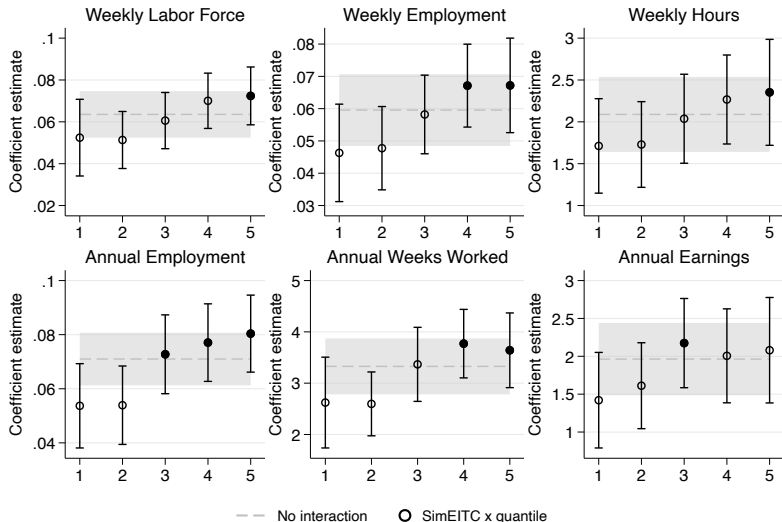 Weekly Labor Force
Coefficient estimate
.1
.08
.06
.04
.02
1 2 3 4 5
Weekly Employment
Coefficient estimate
.08
.07
.06
.05
.04
.03
1 2 3 4 5
Weekly Hours
Coefficient estimate
3
2.5
2
1.5
1
1 2 3 4 5
Annual Employment
Coefficient estimate
.1
.08
.06
.04
1 2 3 4 5
Annual Weeks Worked
Coefficient estimate
5
4
3
2
1 2 3 4 5
Annual Earnings
Coefficient estimate
3
2.5
2
1.5
1
1 2 3 4 5
No interaction SimEITC x quantile